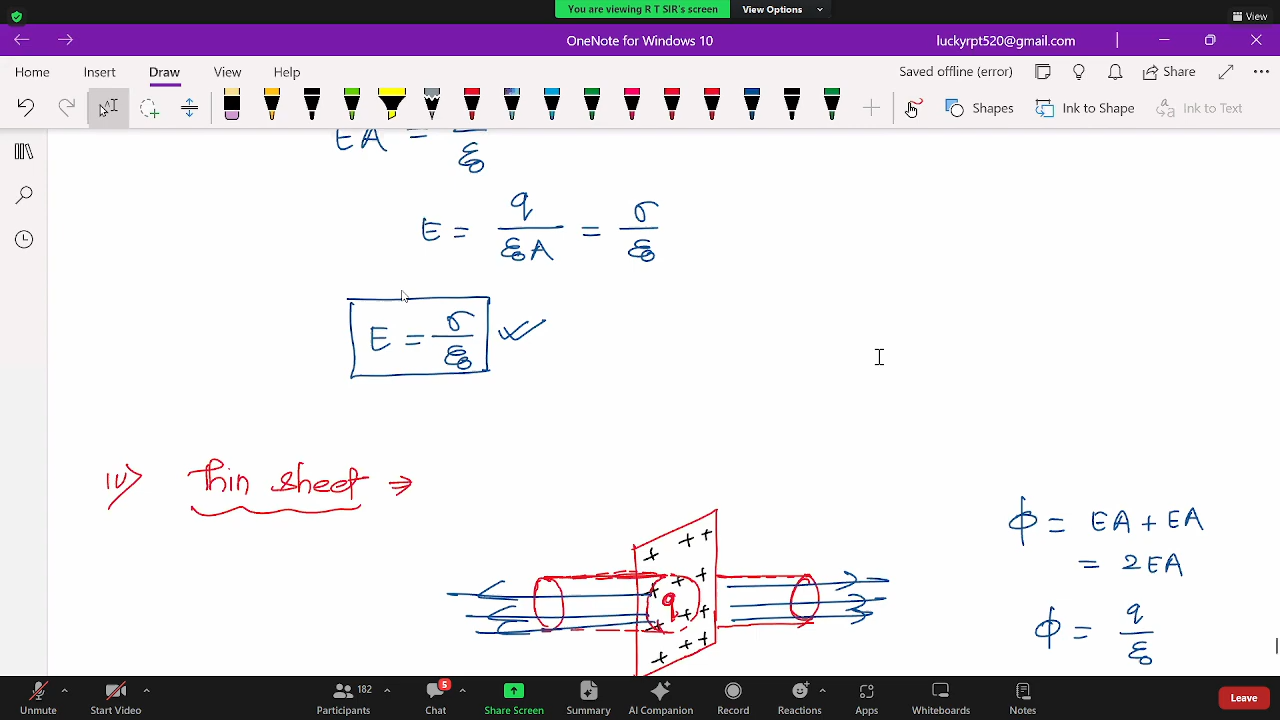 You are viewing R T SIR's screen
View Options
View
OneNote for Windows 10
luckyrpt520@gmail.com
Home Insert Draw View Help
Saved offline (error)
Share
Shapes
Ink to Shape
Ink to Text
EA = / ε₀
E = q / ε₀A = σ / ε₀
E = σ / ε₀
iv) Thin sheet →
ϕ = EA + EA
= 2EA
q
ϕ = q / ε₀
Unmute
Start Video
182
Participants
5
Chat
Share Screen
Summary
AI Companion
Record
Reactions
Apps
Whiteboards
Notes
Leave